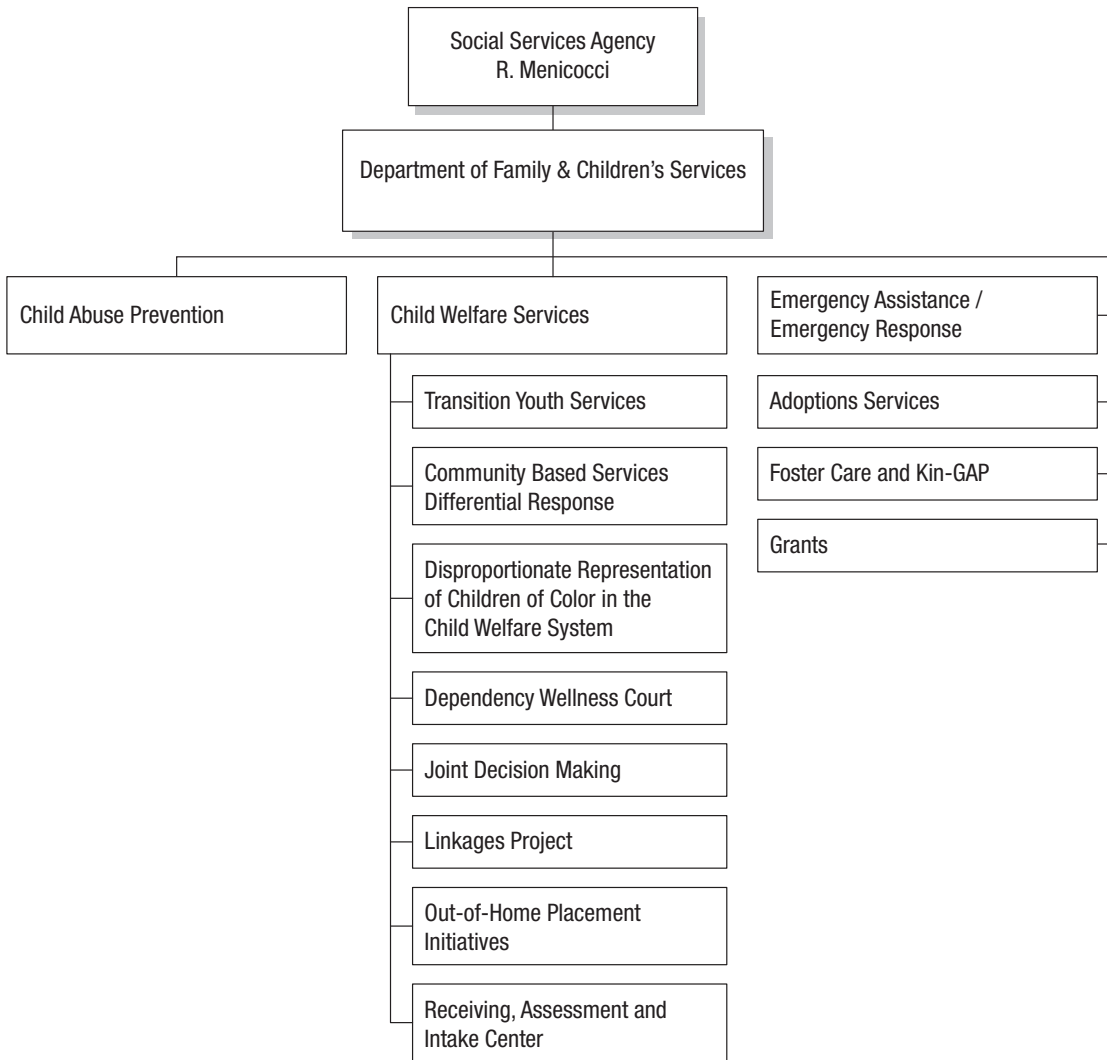 Social Services Agency
R. Menicocci
Department of Family & Children’s Services
Child Abuse Prevention
Child Welfare Services
Transition Youth Services
Community Based Services
Differential Response
Disproportionate Representation
of Children of Color in the
Child Welfare System
Dependency Wellness Court
Joint Decision Making
Linkages Project
Out-of-Home Placement
Initiatives
Receiving, Assessment and
Intake Center
Emergency Assistance /
Emergency Response
Adoptions Services
Foster Care and Kin-GAP
Grants